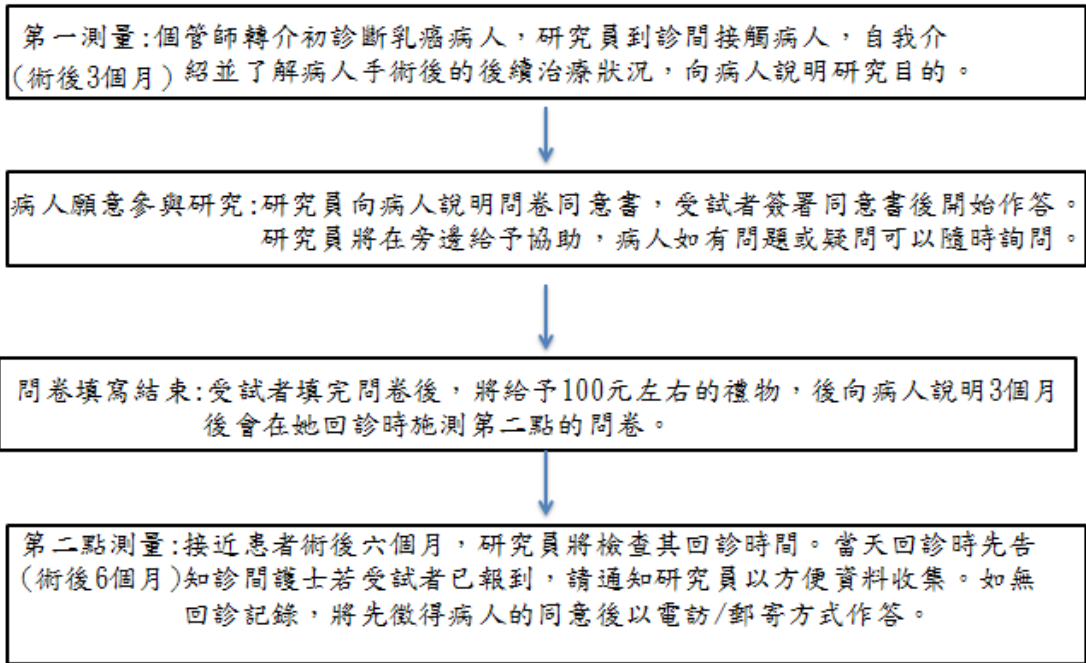 第一測量:個管師轉介初診斷乳癌病人，研究員到診間接觸病人，自我介
(術後3個月)紹並了解病人手術後的後續治療狀況，向病人說明研究目的。
病人願意參與研究:研究員向病人說明問卷同意書，受試者簽署同意書後開始作答。
研究員將在旁邊給予協助，病人如有問題或疑問可以隨時詢問。
問卷填寫結束:受試者填完問卷後，將給予100元左右的禮物，後向病人說明3個月
後會在她回診時施測第二點的問卷。
第二點測量:接近患者術後六個月，研究員將檢查其回診時間。當天回診時先告
(術後6個月)知診間護士若受試者已報到，請通知研究員以方便資料收集。如無
回診記錄，將先徵得病人的同意後以電訪/郵寄方式作答。